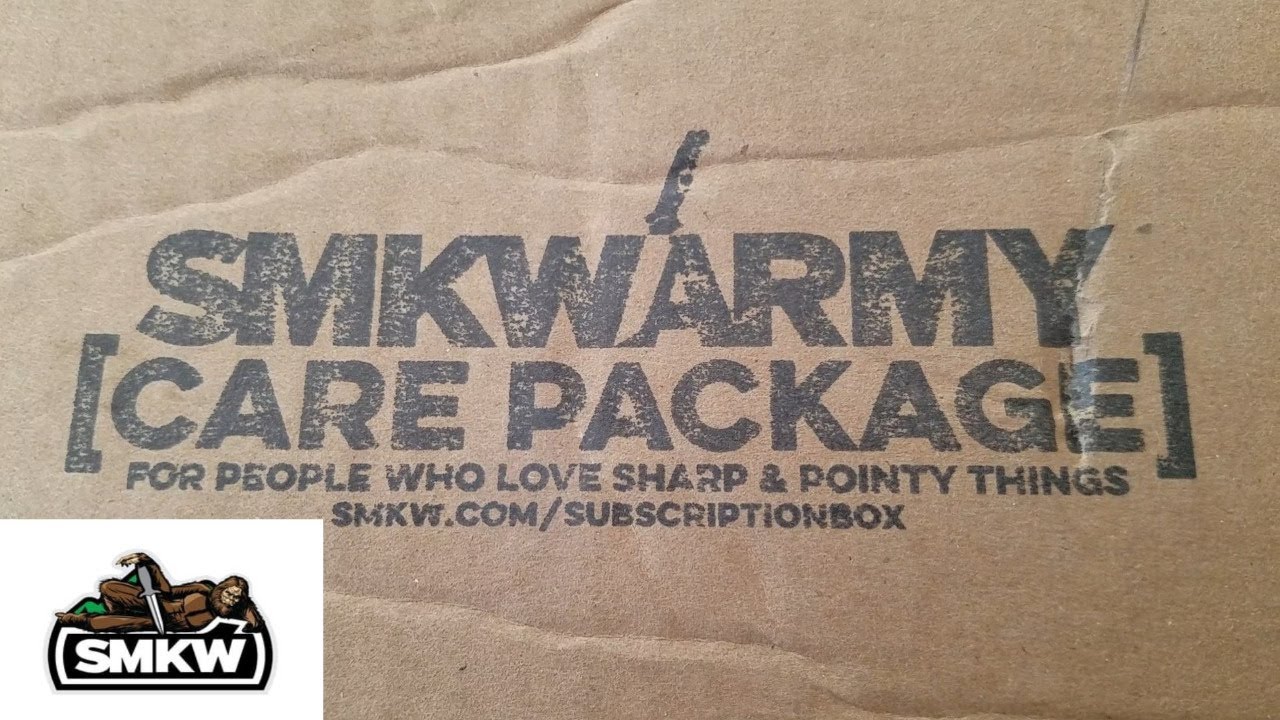 SMKWARMY
[CARE PACKAGE]
FOR PEOPLE WHO LOVE SHARP & POINTY THINGS
SMKW.COM/SUBSCRIPTIONBOX
SMKW